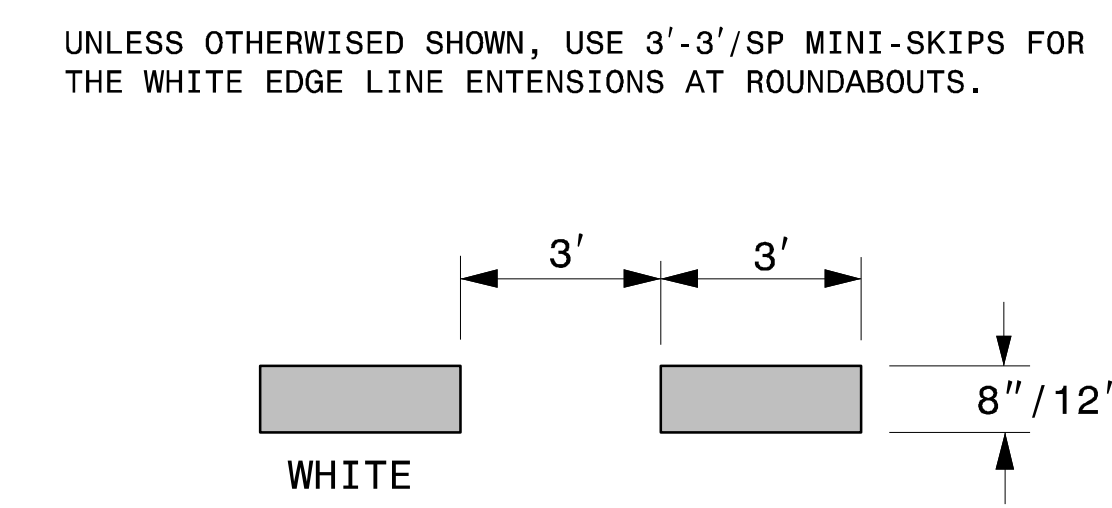 UNLESS OTHERWISED SHOWN, USE 3'-3'/SP MINI-SKIPS FOR
THE WHITE EDGE LINE ENTENSIONS AT ROUNDABOUTS.
3'
3'
8"/12'
WHITE